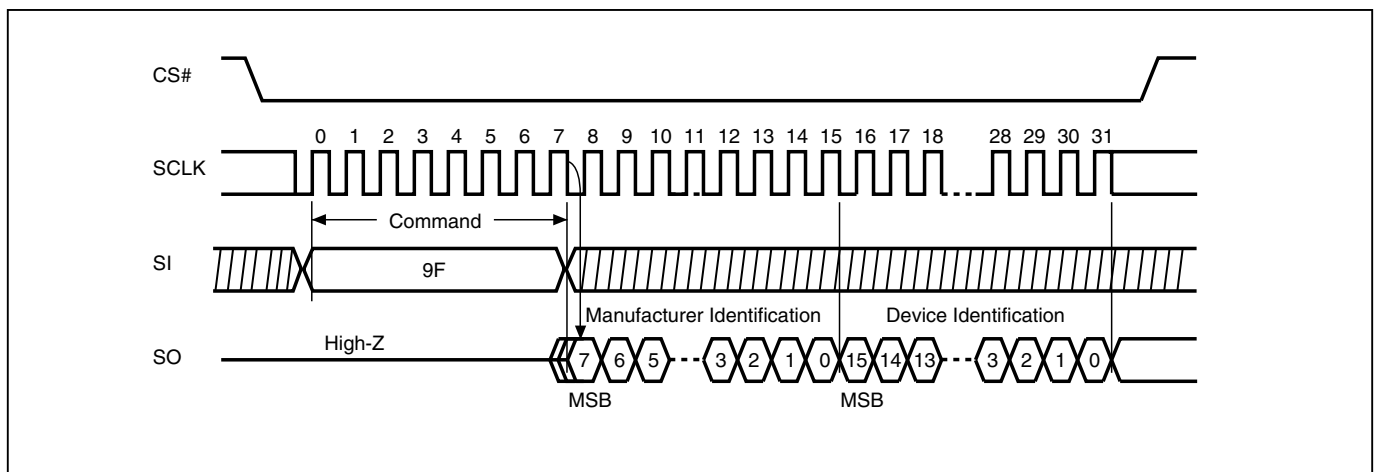 CS#
0 1 2 3 4 5 6 7 8 9 10 11 12 13 14 15 16 17 18 28 29 30 31
SCLK
Command
SI
9F
Manufacturer Identification Device Identification
High-Z
SO
7 6 5 3 2 1 0 15 14 13 3 2 1 0
MSB MSB